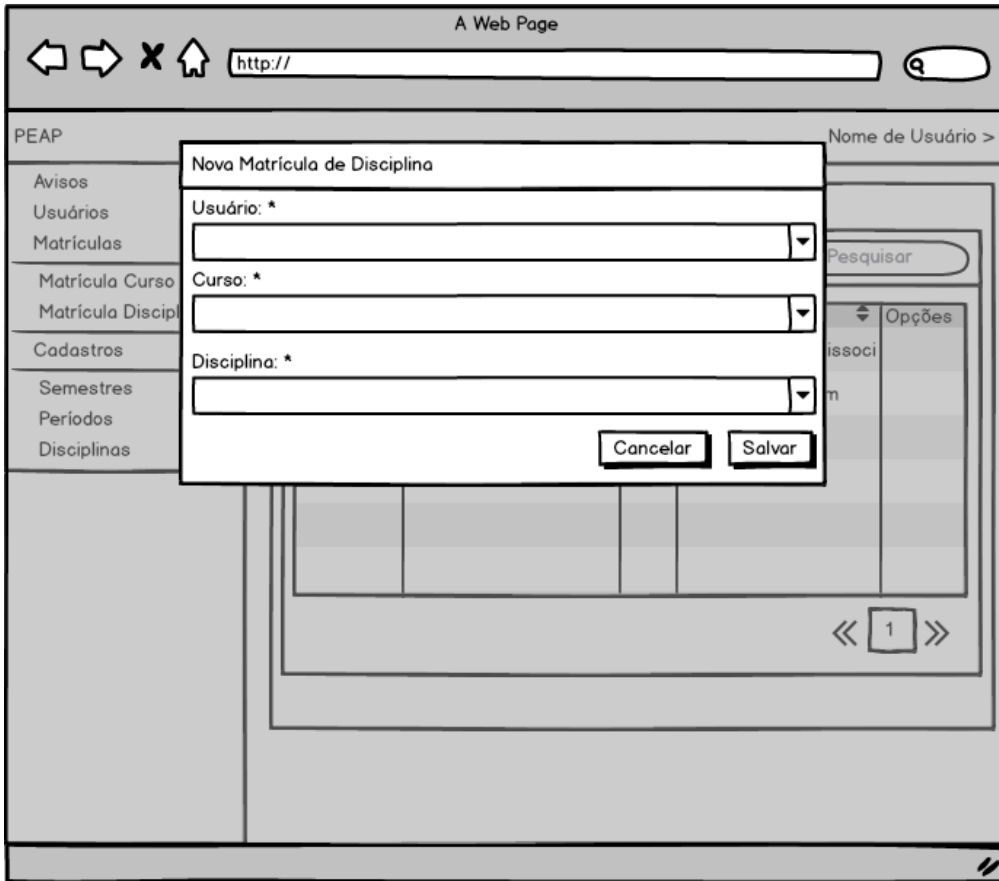 A Web Page
http://
PEAP
Nome de Usuário >
Avisos
Usuários
Matrículas
Matrícula Curso
Matrícula Discipl
Cadastros
Semestres
Períodos
Disciplinas
Nova Matrícula de Disciplina
Usuário: *
Curso: *
Disciplina: *
Cancelar Salvar
Pesquisar
Opções
issoci
m
1